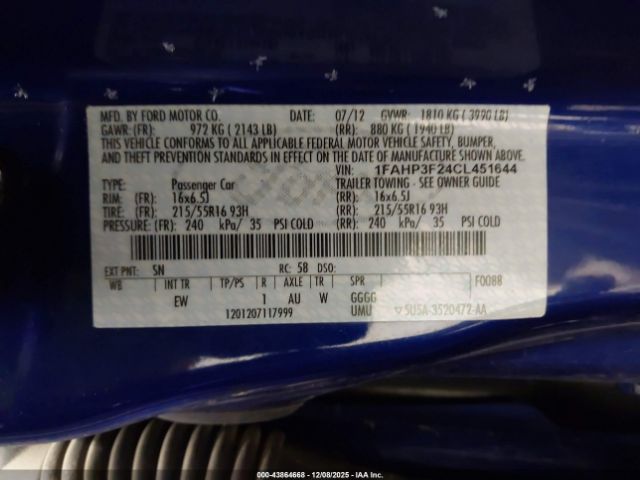 MFD. BY FORD MOTOR CO. DATE: 07/12 GVWR: 1810 KG ( 3990 LB)
GAWR: (FR): 972 KG ( 2143 LB) (RR): 880 KG ( 1940 LB)
THIS VEHICLE CONFORMS TO ALL APPLICABLE FEDERAL MOTOR VEHICLE SAFETY, BUMPER,
AND THEFT PREVENTION STANDARDS IN EFFECT ON THE DATE OF MANUFACTURE SHOWN ABOVE.
VIN: 1FAHP3F24CL451644
TYPE: Passenger Car TRAILER TOWING - SEE OWNER GUIDE
RIM: (FR): 16x6.5J (RR): 16x6.5J
TIRE: (FR): 215/55R16 93H (RR): 215/55R16 93H
PRESSURE: (FR): 240 kPa/ 35 PSI COLD (RR): 240 kPa/ 35 PSI COLD
EXT PNT: SN RC: 58 DSO: F0088
WB INT TR TP/PS R AXLE TR SPR
EW 1 AU W GGGG
1201207117999 UMU 5U5A-3520472-AA
000-43864668 12/08/2025 - IAA Inc.